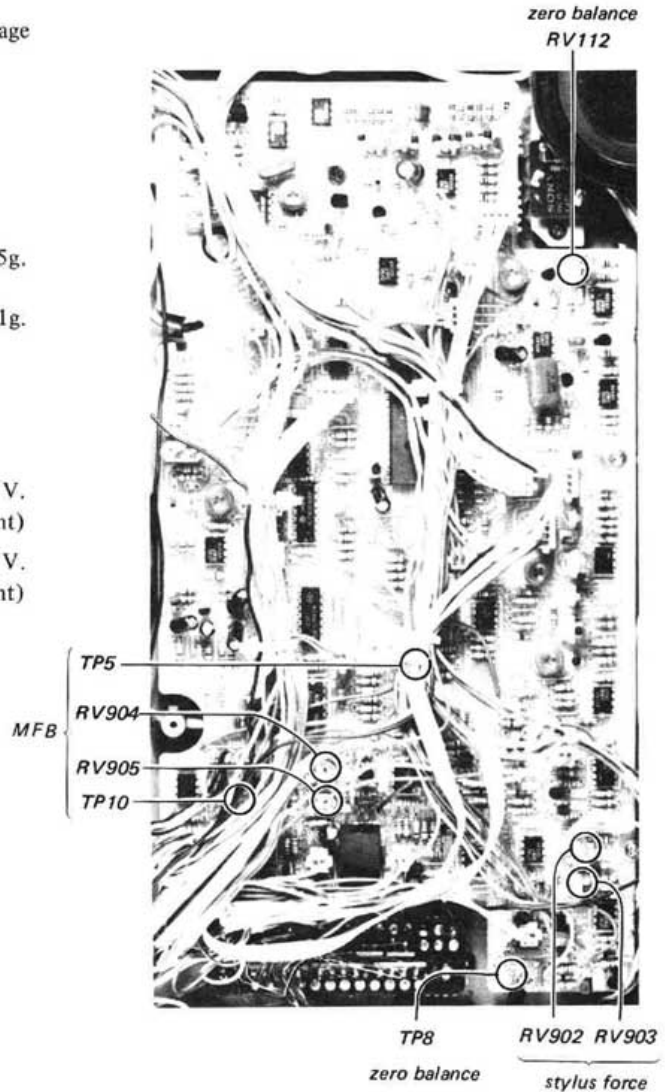 age
5g.
1g.
V.
nt)
V.
nt)
zero balance
RV112
TP5
RV904
MFB
RV905
TP10
TP8
RV902 RV903
zero balance
stylus force